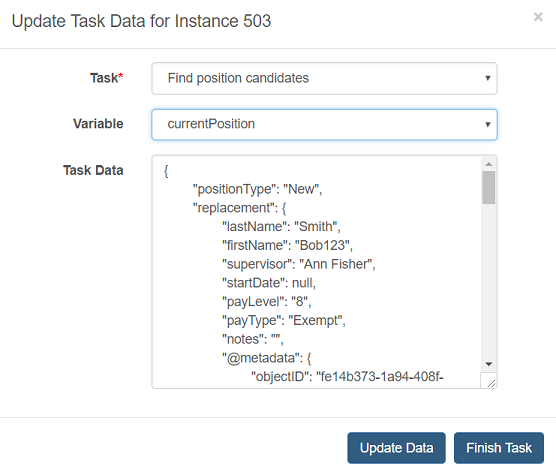 Update Task Data for Instance 503 ×
Task* Find position candidates
Variable currentPosition
Task Data {
"positionType": "New",
"replacement": {
"lastName": "Smith",
"firstName": "Bob123",
"supervisor": "Ann Fisher",
"startDate": null,
"payLevel": "8",
"payType": "Exempt",
"notes": "",
"@metadata": {
"objectID": "fe14b373-1a94-408f-
Update Data Finish Task